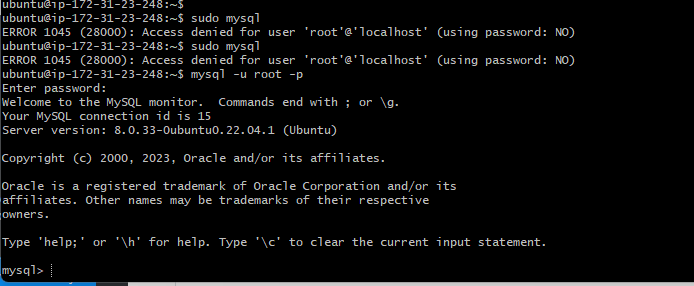 ubuntu@ip-172-31-23-248:~$
ubuntu@ip-172-31-23-248:~$ sudo mysql
ERROR 1045 (28000): Access denied for user 'root'@'localhost' (using password: NO)
ubuntu@ip-172-31-23-248:~$ sudo mysql
ERROR 1045 (28000): Access denied for user 'root'@'localhost' (using password: NO)
ubuntu@ip-172-31-23-248:~$ mysql -u root -p
Enter password:
Welcome to the MySQL monitor.  Commands end with ; or \g.
Your MySQL connection id is 15
Server version: 8.0.33-0ubuntu0.22.04.1 (Ubuntu)

Copyright (c) 2000, 2023, Oracle and/or its affiliates.

Oracle is a registered trademark of Oracle Corporation and/or its
affiliates. Other names may be trademarks of their respective
owners.

Type 'help;' or '\h' for help. Type '\c' to clear the current input statement.

mysql>